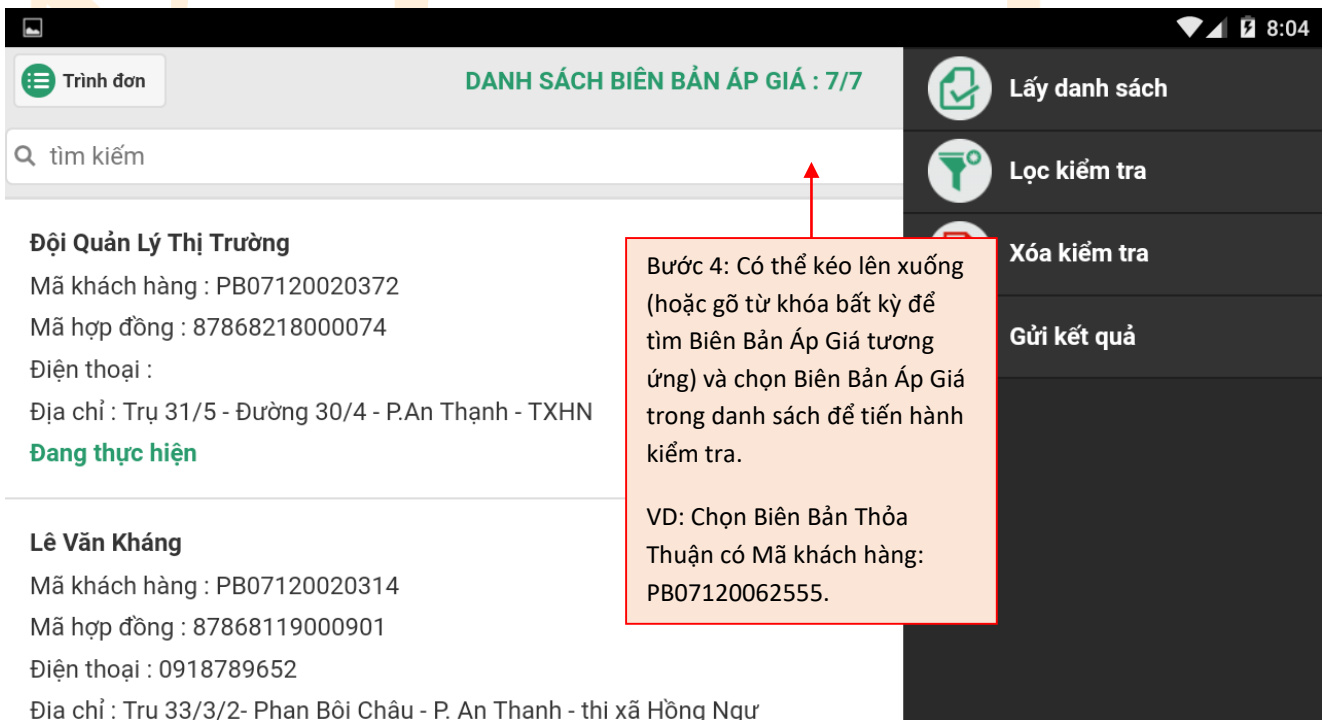 8:04
Trình đơn
DANH SÁCH BIÊN BẢN ÁP GIÁ : 7/7
tìm kiếm
Đội Quản Lý Thị Trường
Mã khách hàng : PB07120020372
Mã hợp đồng : 87868218000074
Điện thoại :
Địa chỉ : Trụ 31/5 - Đường 30/4 - P.An Thạnh - TXHN
Đang thực hiện
Lê Văn Kháng
Mã khách hàng : PB07120020314
Mã hợp đồng : 87868119000901
Điện thoại : 0918789652
Địa chỉ : Trụ 33/3/2- Phan Bôi Châu - P. An Thanh - thi xã Hồng Ngư
Bước 4: Có thể kéo lên xuống
(hoặc gõ từ khóa bất kỳ để
tìm Biên Bản Áp Giá tương
ứng) và chọn Biên Bản Áp Giá
trong danh sách để tiến hành
kiểm tra.
VD: Chọn Biên Bản Thỏa
Thuận có Mã khách hàng:
PB07120062555.
Lấy danh sách
Lọc kiểm tra
Xóa kiểm tra
Gửi kết quả